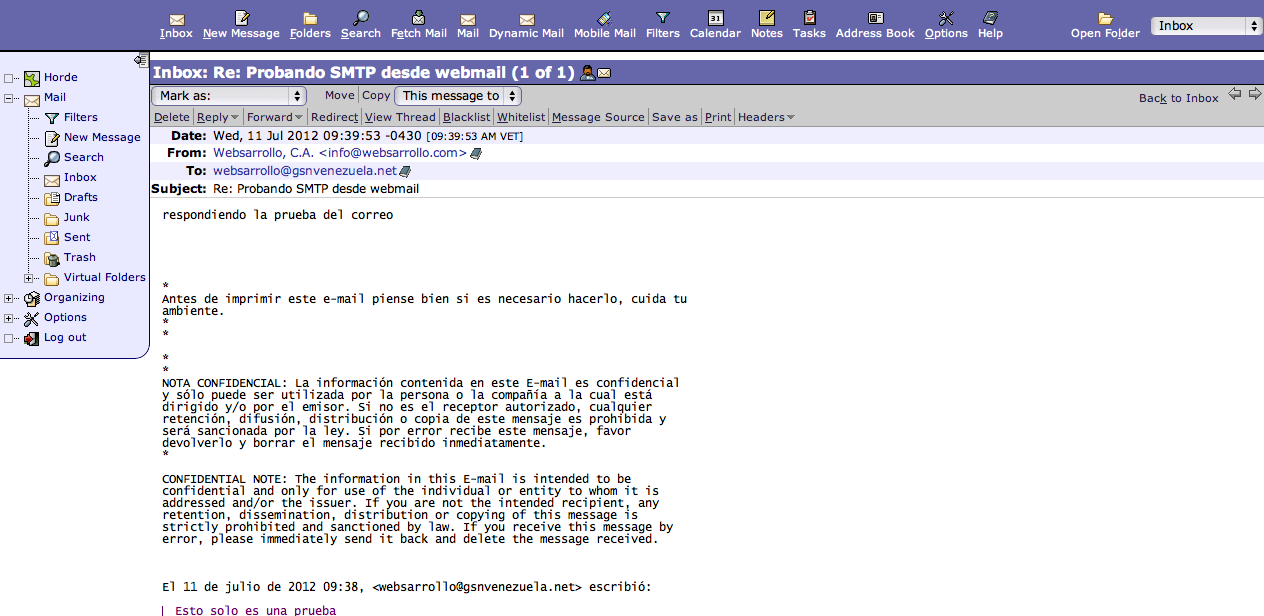 Inbox New Message Folders Search Fetch Mail Mail Dynamic Mail Mobile Mail Filters Calendar Notes Tasks Address Book Options Help Open Folder Inbox
31
Horde
Mail
Filters
New Message
Search
Inbox
Drafts
Junk
Sent
Trash
Virtual Folders
Organizing
Options
Log out
Inbox: Re: Probando SMTP desde webmail (1 of 1)
Mark as: Move Copy This message to Back to Inbox
Delete Reply Forward Redirect View Thread Blacklist Whitelist Message Source Save as Print Headers
Date: Wed, 11 Jul 2012 09:39:53 -0430 [09:39:53 AM VET]
From: Websarrollo, C.A. <info@websarrollo.com>
To: websarrollo@gsnvenezuela.net
Subject: Re: Probando SMTP desde webmail
respondiendo la prueba del correo
*
Antes de imprimir este e-mail piense bien si es necesario hacerlo, cuida tu
ambiente.
*
*
*
*
NOTA CONFIDENCIAL: La información contenida en este E-mail es confidencial
y sólo puede ser utilizada por la persona o la compañía a la cual está
dirigido y/o por el emisor. Si no es el receptor autorizado, cualquier
retención, difusión, distribución o copia de este mensaje es prohibida y
será sancionada por la ley. Si por error recibe este mensaje, favor
devolverlo y borrar el mensaje recibido inmediatamente.
*
CONFIDENTIAL NOTE: The information in this E-mail is intended to be
confidential and only for use of the individual or entity to whom it is
addressed and/or the issuer. If you are not the intended recipient, any
retention, dissemination, distribution or copying of this message is
strictly prohibited and sanctioned by law. If you receive this message by
error, please immediately send it back and delete the message received.
El 11 de julio de 2012 09:38, <websarrollo@gsnvenezuela.net> escribió:
| Esto solo es una prueba